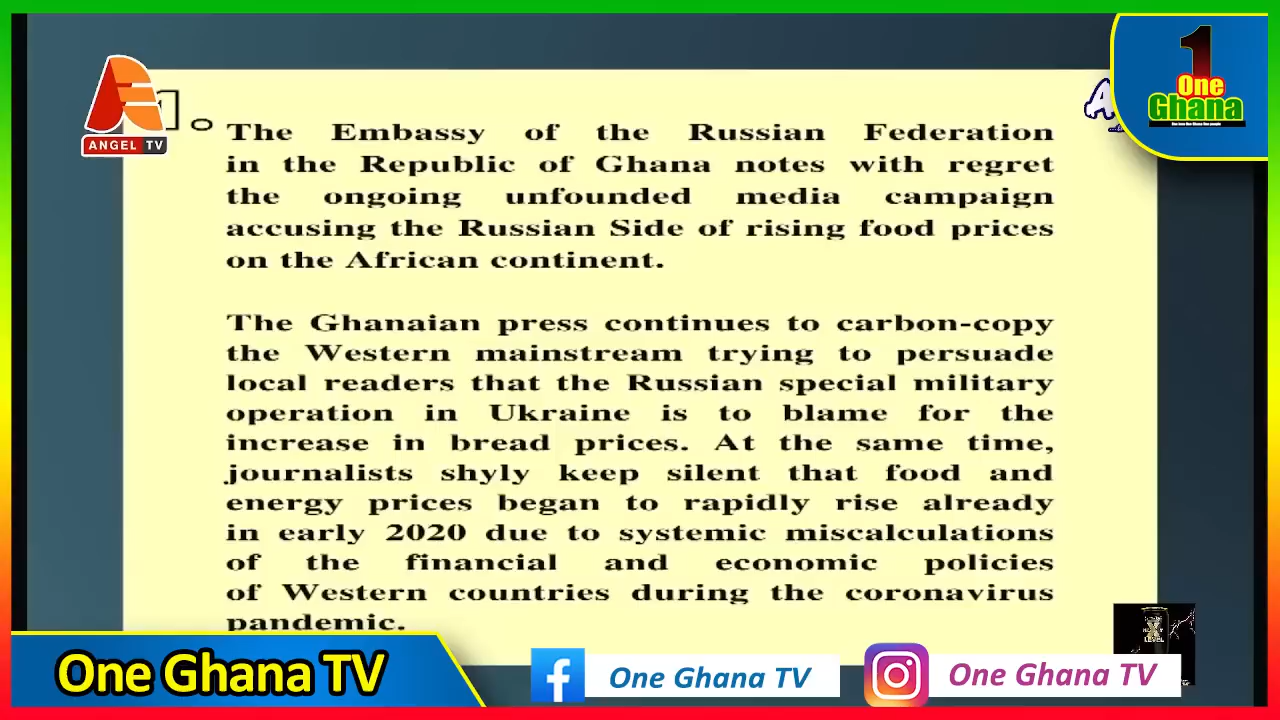 ANGEL TV
1.
1
One
Ghana
The Embassy of the Russian Federation
in the Republic of Ghana notes with regret
the ongoing unfounded media campaign
accusing the Russian Side of rising food prices
on the African continent.
The Ghanaian press continues to carbon-copy
the Western mainstream trying to persuade
local readers that the Russian special military
operation in Ukraine is to blame for the
increase in bread prices. At the same time,
journalists shyly keep silent that food and
energy prices began to rapidly rise already
in early 2020 due to systemic miscalculations
of the financial and economic policies
of Western countries during the coronavirus
pandemic.
One Ghana TV
One Ghana TV
One Ghana TV